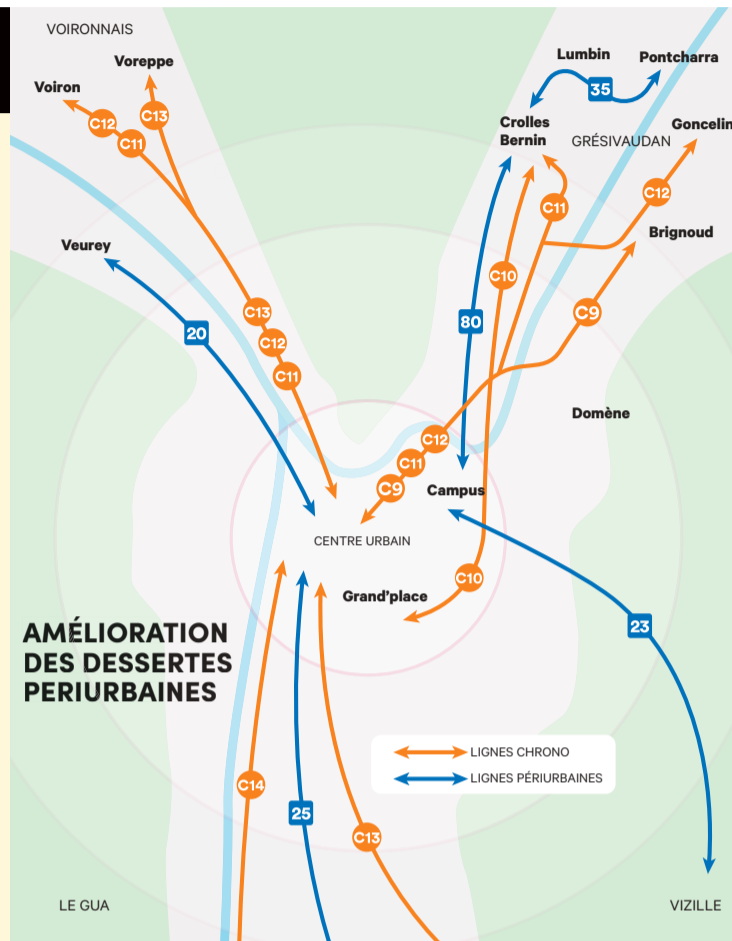 VOIRONNAIS
Voreppe
Voiron
C12
C13
C11
Lumbin
Pontcharra
35
Crolles
Bernin
GRÉSIVAUDAN
Goncelin
C12
C11
Brignoud
C10
C9
80
Veurey
20
C13
C12
C11
Domène
C12
C11
C9
Campus
CENTRE URBAIN
C10
Grand'place
23
AMÉLIORATION
DES DESSERTES
PERIURBAINES
LIGNES CHRONO
LIGNES PÉRIURBAINES
C14
25
C13
LE GUA
VIZILLE